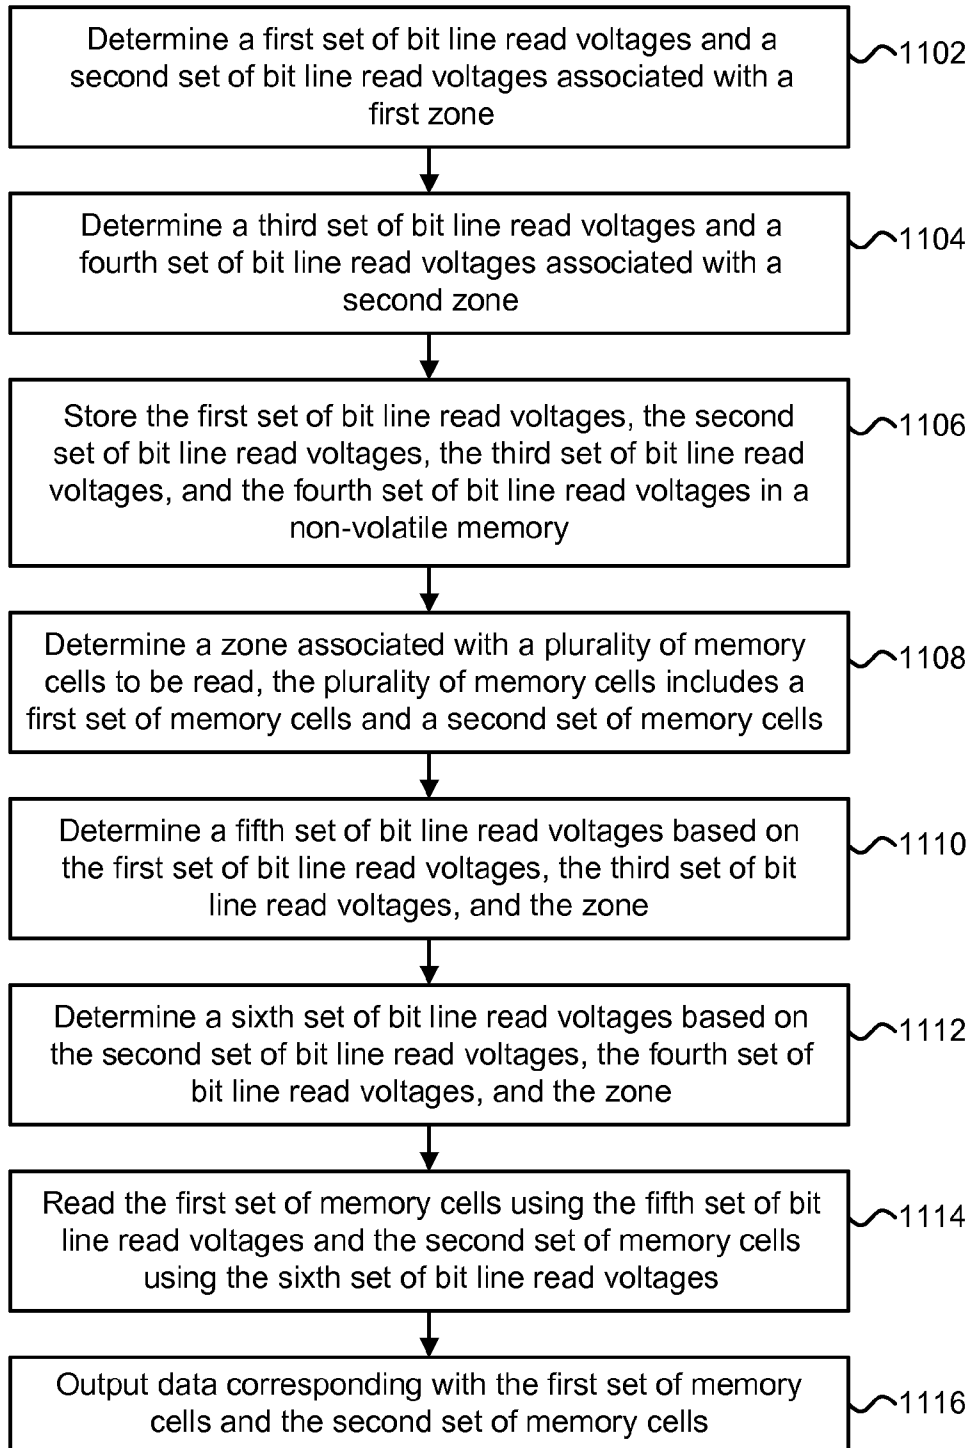 Determine a first set of bit line read voltages and a
second set of bit line read voltages associated with a
first zone
1102
Determine a third set of bit line read voltages and a
fourth set of bit line read voltages associated with a
second zone
1104
Store the first set of bit line read voltages, the second
set of bit line read voltages, the third set of bit line read
voltages, and the fourth set of bit line read voltages in a
non-volatile memory
1106
Determine a zone associated with a plurality of memory
cells to be read, the plurality of memory cells includes a
first set of memory cells and a second set of memory cells
1108
Determine a fifth set of bit line read voltages based on
the first set of bit line read voltages, the third set of bit
line read voltages, and the zone
1110
Determine a sixth set of bit line read voltages based on
the second set of bit line read voltages, the fourth set of
bit line read voltages, and the zone
1112
Read the first set of memory cells using the fifth set of bit
line read voltages and the second set of memory cells
using the sixth set of bit line read voltages
1114
Output data corresponding with the first set of memory
cells and the second set of memory cells
1116